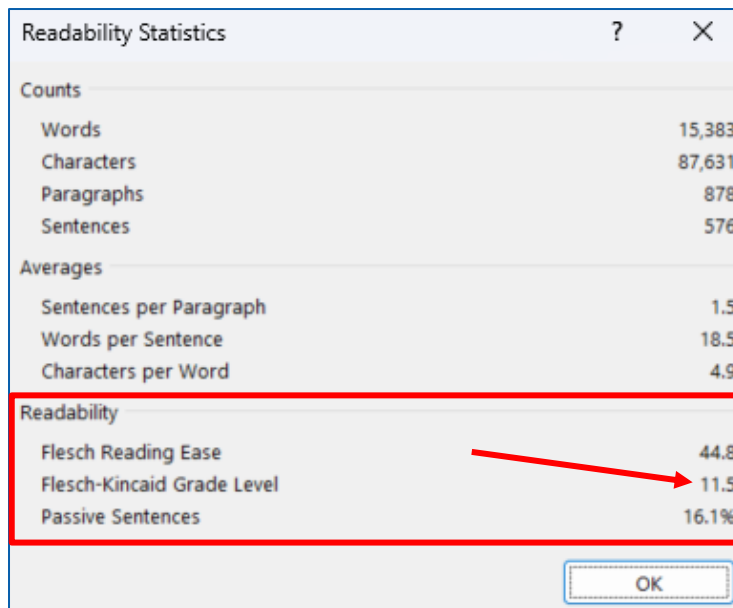 Readability Statistics ? ×
Counts
Words 15,383
Characters 87,631
Paragraphs 878
Sentences 576
Averages
Sentences per Paragraph 1.5
Words per Sentence 18.5
Characters per Word 4.9
Readability
Flesch Reading Ease 44.8
Flesch-Kincaid Grade Level 11.5
Passive Sentences 16.1%
OK